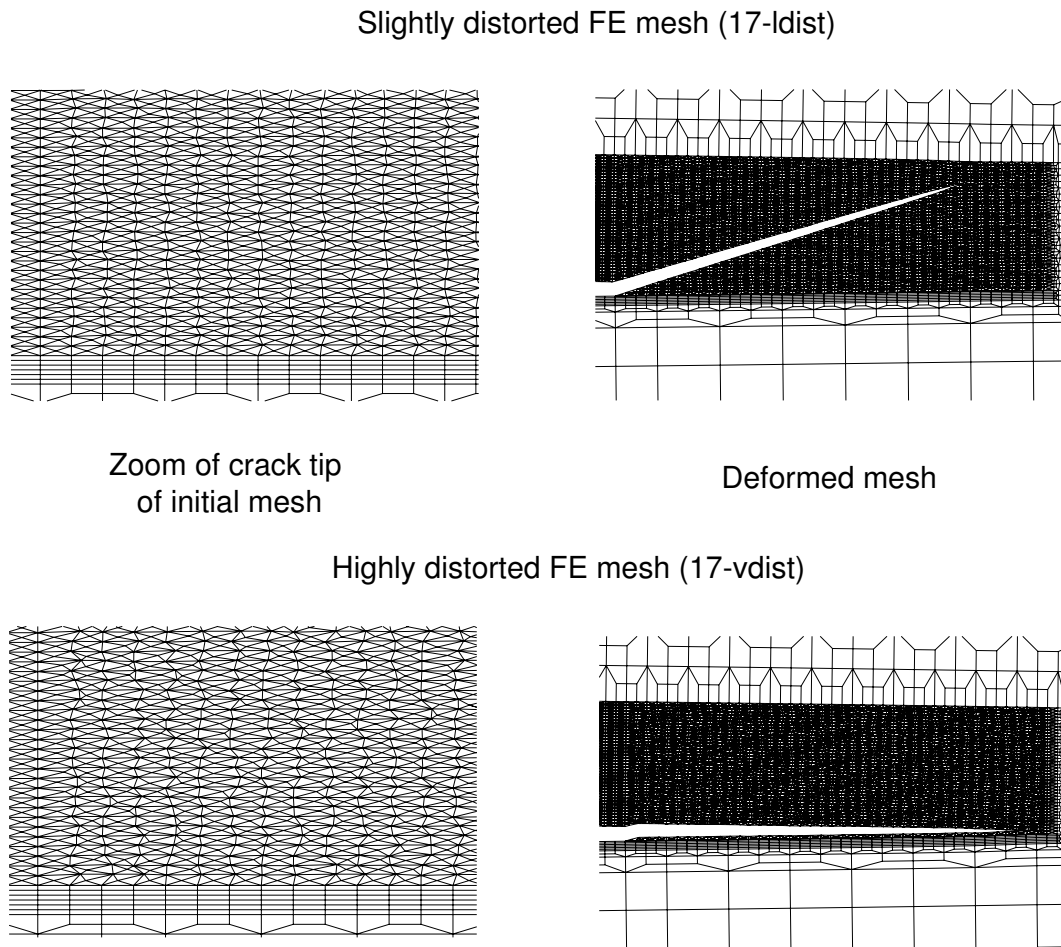 Slightly distorted FE mesh (17-ldist)
Zoom of crack tip
of initial mesh
Deformed mesh
Highly distorted FE mesh (17-vdist)